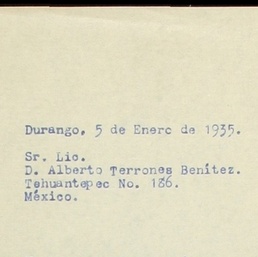 Durango, 5 de Enero de 1935.
Sr. Lic.
D. Alberto Terrones Benítez.
Tehuantepec No. 186.
México.